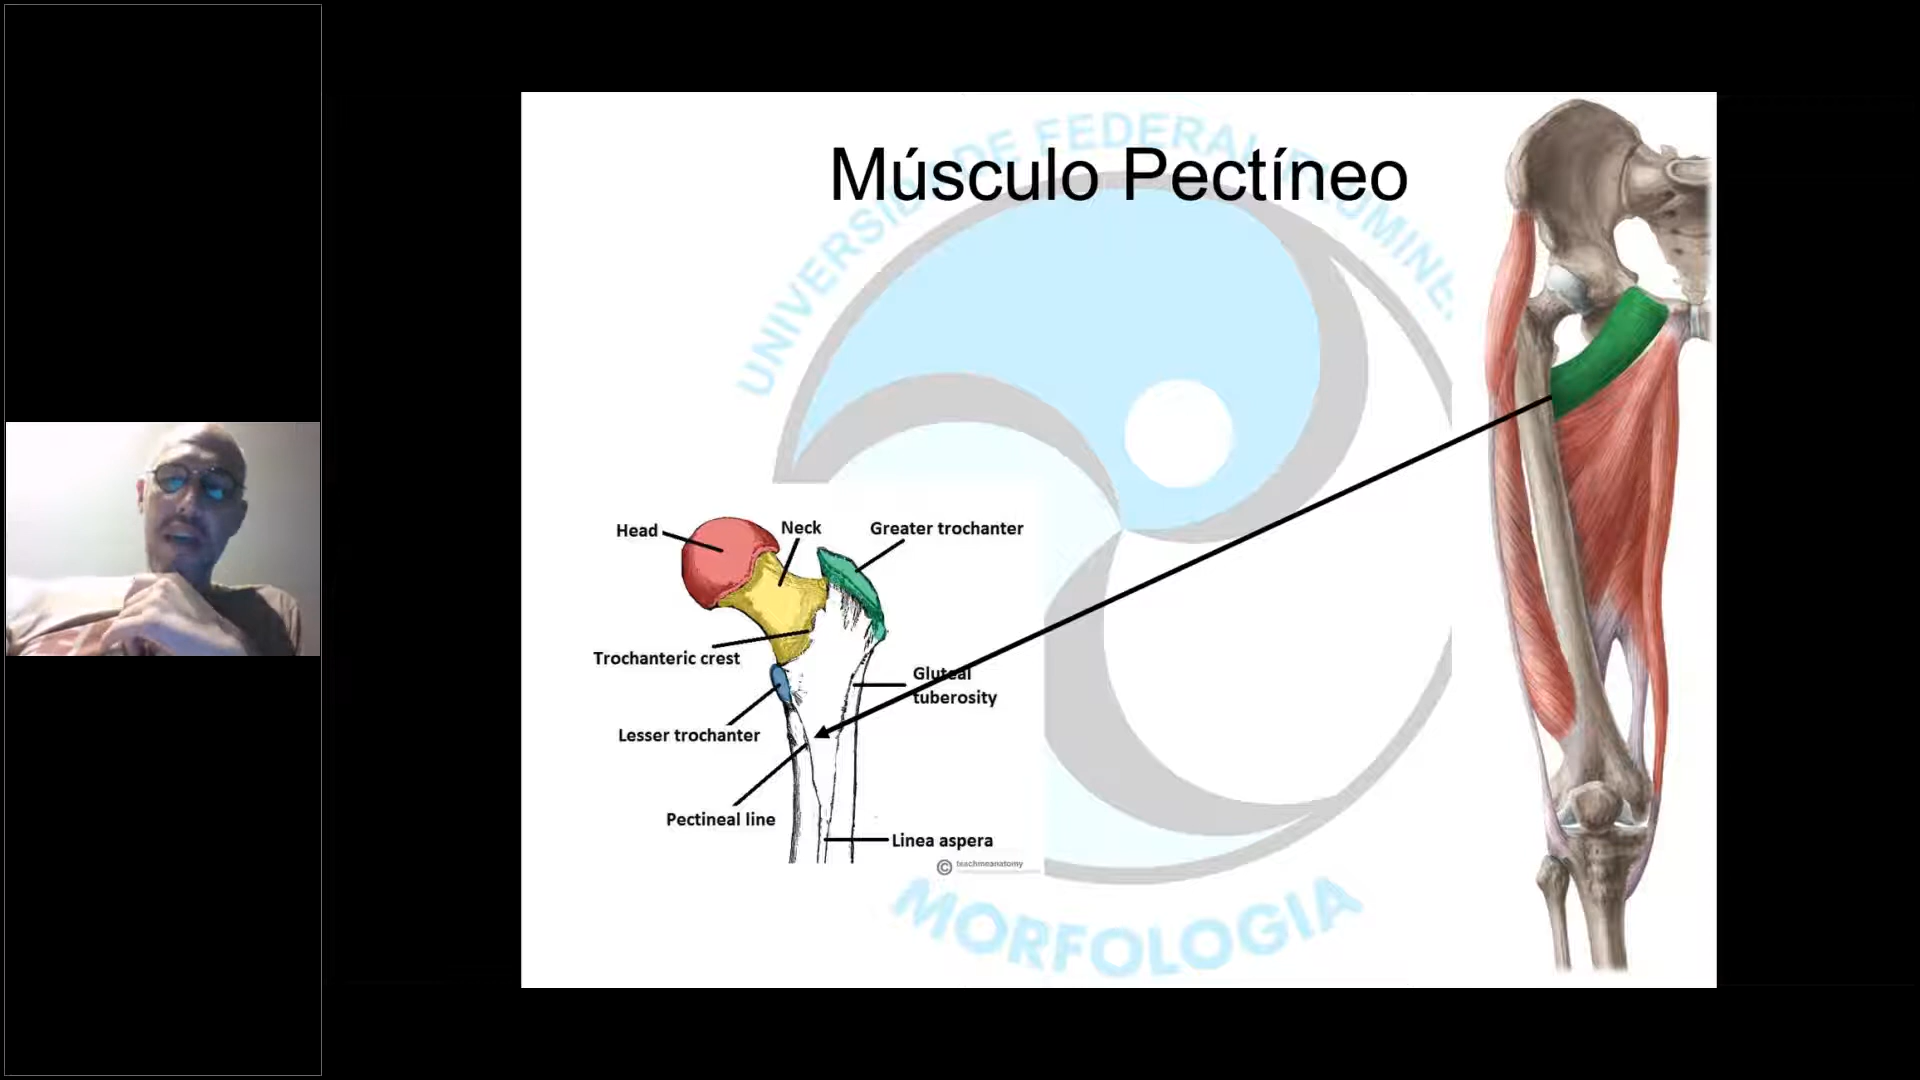 UNIVERSIDADE FEDERAL FLUMINE
Músculo Pectíneo
Head
Neck
Greater trochanter
Trochanteric crest
Gluteal
tuberosity
Lesser trochanter
Pectineal line
Linea aspera
© teachmeanatomy
MORFOLOGIA